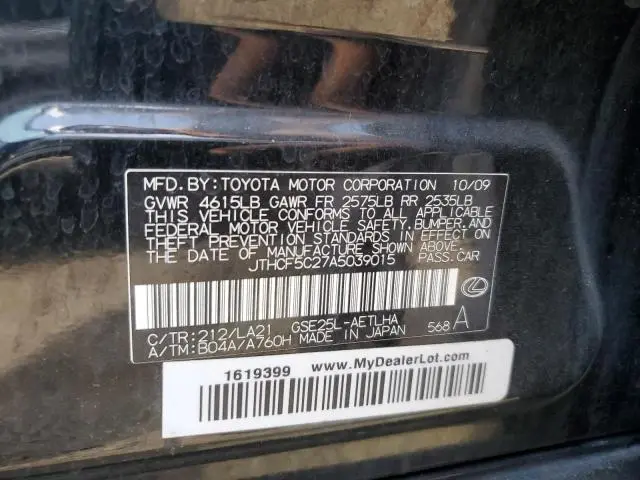 MFD. BY: TOYOTA MOTOR CORPORATION 10/09
GVWR 4615LB GAWR FR 2575LB RR 2535LB
THIS VEHICLE CONFORMS TO ALL APPLICABLE
FEDERAL MOTOR VEHICLE SAFETY, BUMPER, AND
THEFT PREVENTION STANDARDS IN EFFECT ON
THE DATE OF MANUFACTURE SHOWN ABOVE.
JTHCF5C27A5039015 PASS. CAR
C/TR: 212/LA21 GSE25L-AETLHA
A/TM: B04A/A760H MADE IN JAPAN 568 A
1619399 www.MyDealerLot.com